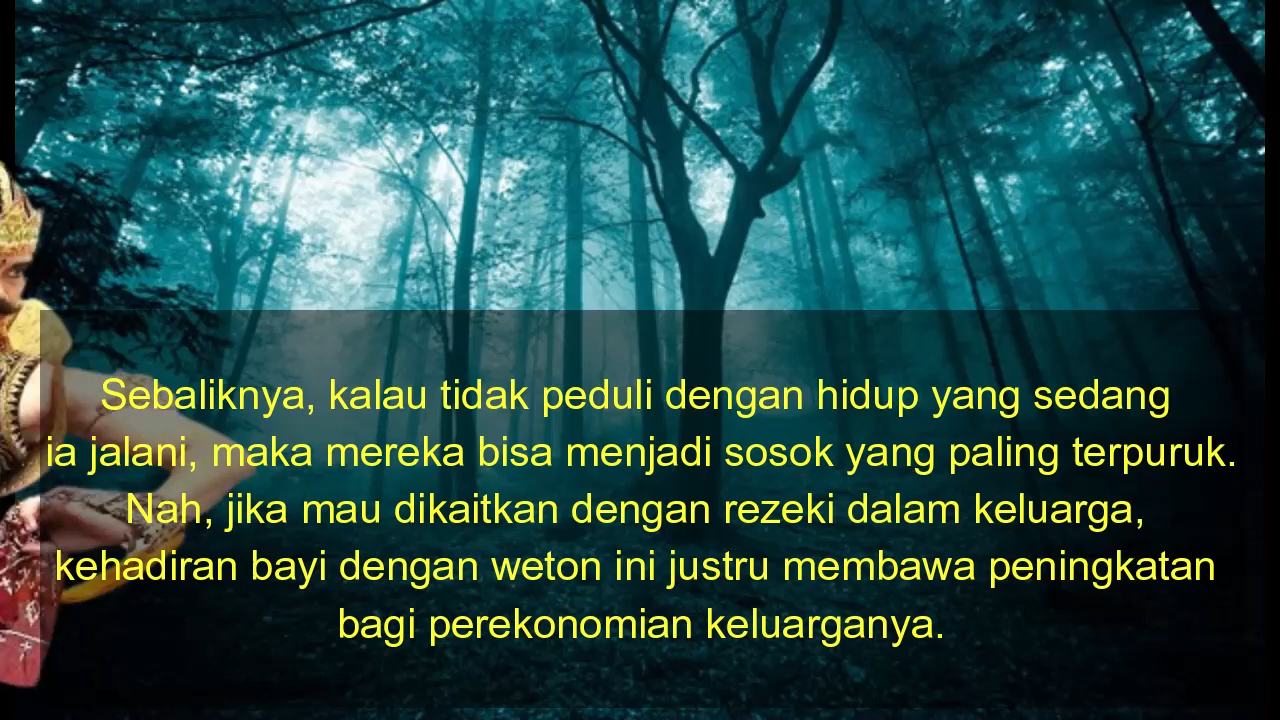 Sebaliknya, kalau tidak peduli dengan hidup yang sedang
ia jalani, maka mereka bisa menjadi sosok yang paling terpuruk.
Nah, jika mau dikaitkan dengan rezeki dalam keluarga,
kehadiran bayi dengan weton ini justru membawa peningkatan
bagi perekonomian keluarganya.